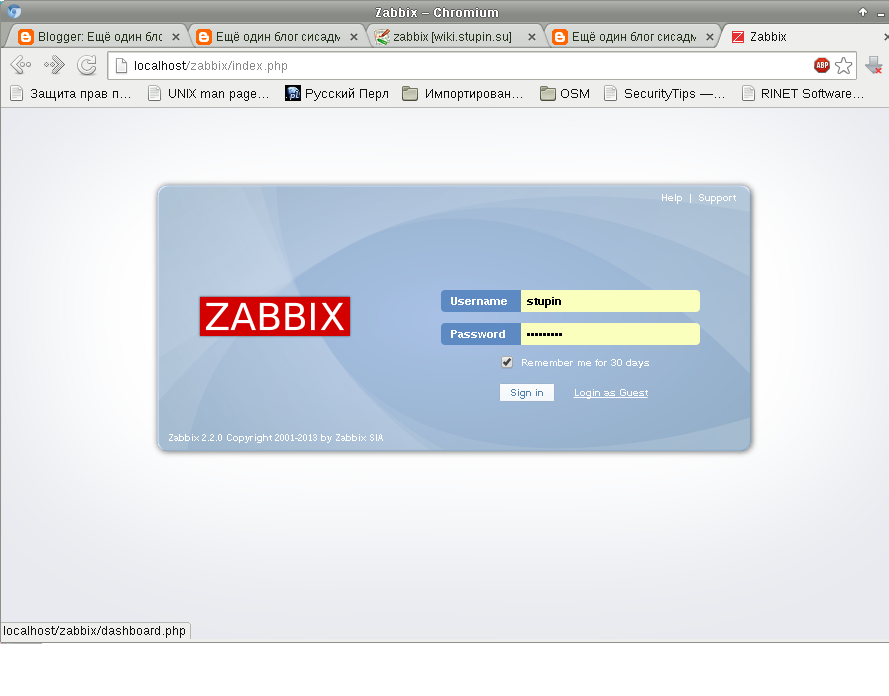 Zabbix – Chromium
Blogger: Ещё один блс
Ещё один блог сисадм
zabbix [wiki.stupin.su]
Ещё один блог сисадм
Zabbix
localhost/zabbix/index.php
ABP
Защита прав п...
UNIX man page...
Русский Перл
Импортирован...
OSM
SecurityTips —...
RINET Software...
Help | Support
ZABBIX
Username stupin
Password •••••••••
Remember me for 30 days
Sign in Login as Guest
Zabbix 2.2.0 Copyright 2001-2013 by Zabbix SIA
localhost/zabbix/dashboard.php